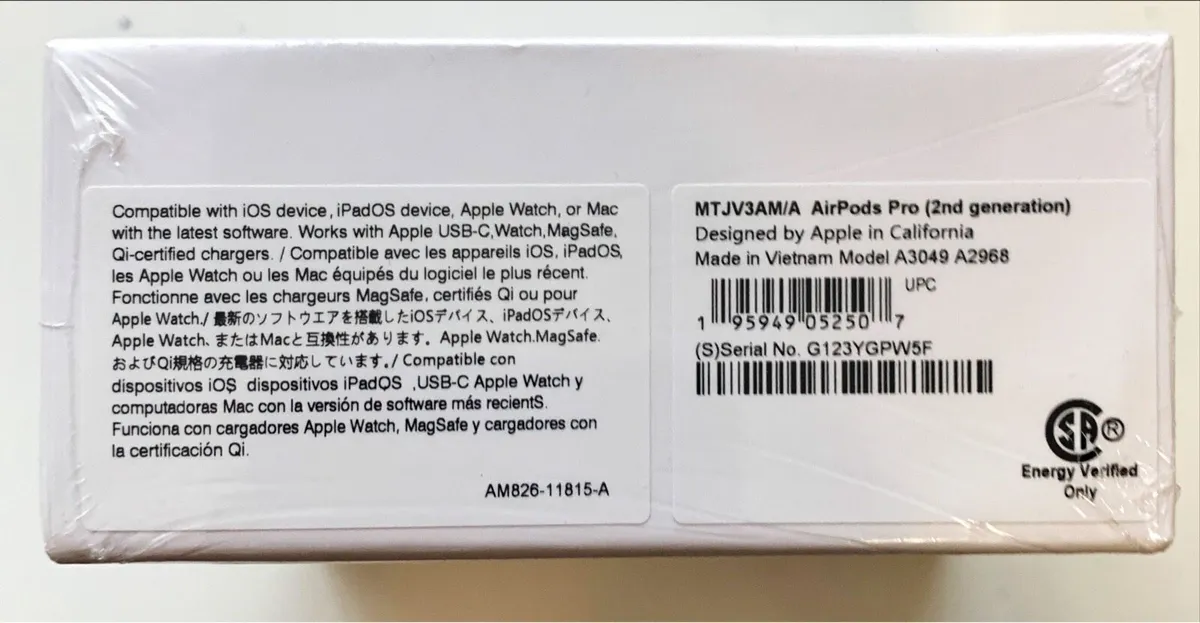 Compatible with iOS device, iPadOS device, Apple Watch, or Mac
with the latest software. Works with Apple USB-C,Watch,MagSafe,
Qi-certified chargers. / Compatible avec les appareils iOS, iPadOS,
les Apple Watch ou les Mac équipés du logiciel le plus récent.
Fonctionne avec les chargeurs MagSafe, certifiés Qi ou pour
Apple Watch./ 最新のソフトウエアを搭載したiOSデバイス、iPadOSデバイス、
Apple Watch、またはMacと互換性があります。Apple Watch.MagSafe.
およびQi規格の充電器に対応しています。/ Compatible con
dispositivos iOS dispositivos iPadOS ,USB-C Apple Watch y
computadoras Mac con la versión de software más recientS.
Funciona con cargadores Apple Watch, MagSafe y cargadores con
la certificación Qi.
AM826-11815-A
MTJV3AM/A AirPods Pro (2nd generation)
Designed by Apple in California
Made in Vietnam Model A3049 A2968
UPC
1 95949 05250 7
(S)Serial No. G123YGPW5F
CSA®
Energy Verified
Only